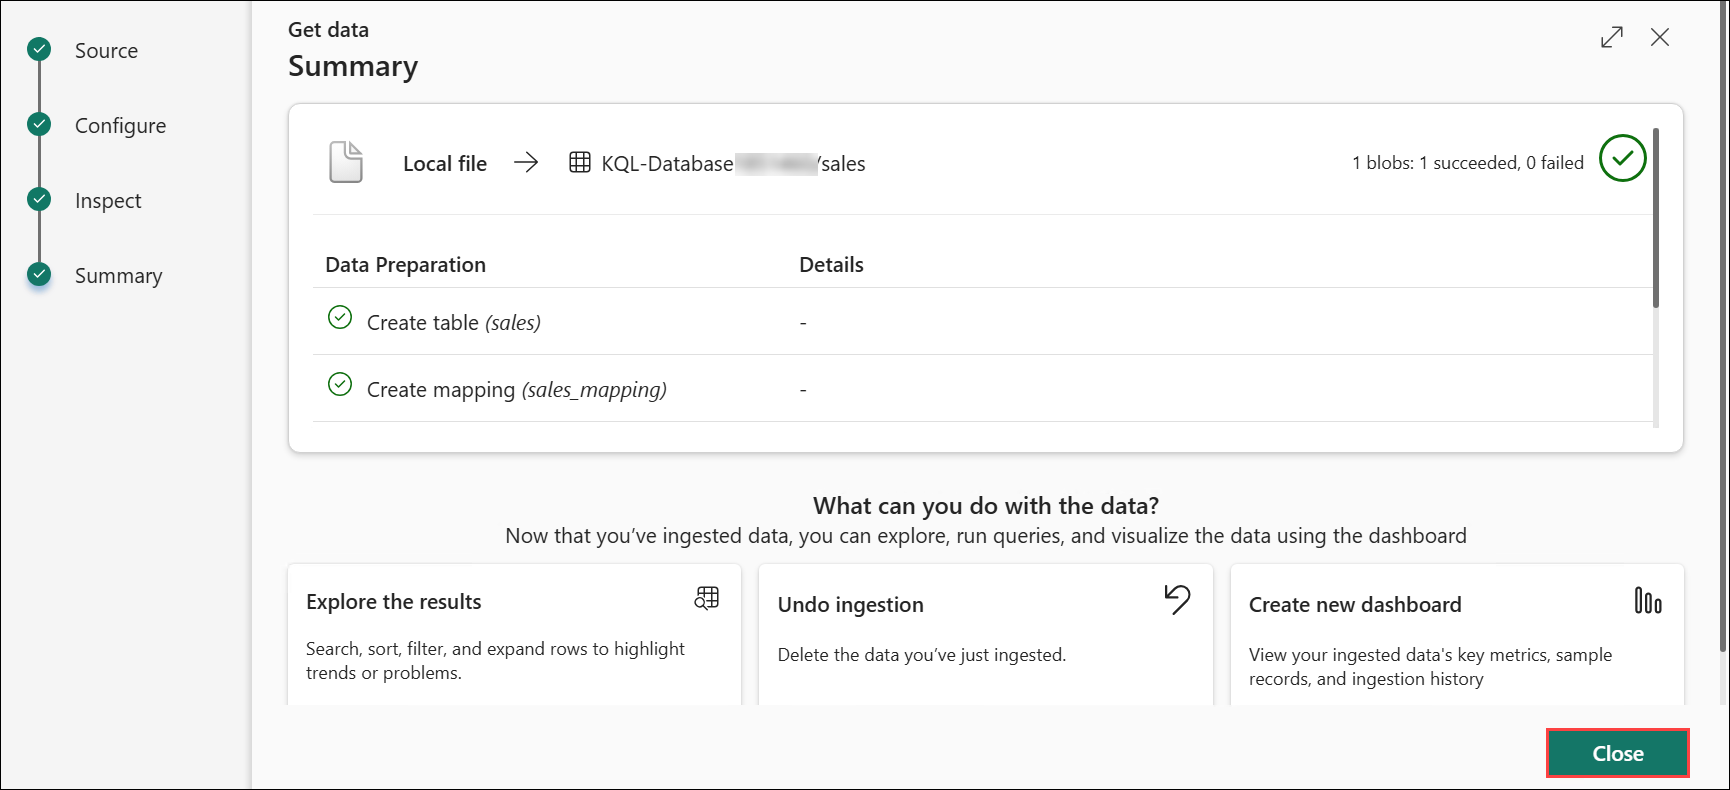 Source
Configure
Inspect
Summary
Get data
Summary
Local file
KQL-Database /sales
1 blobs: 1 succeeded, 0 failed
Data Preparation Details
Create table (sales) -
Create mapping (sales_mapping) -
What can you do with the data?
Now that you’ve ingested data, you can explore, run queries, and visualize the data using the dashboard
Explore the results
Search, sort, filter, and expand rows to highlight
trends or problems.
Undo ingestion
Delete the data you’ve just ingested.
Create new dashboard
View your ingested data's key metrics, sample
records, and ingestion history
Close